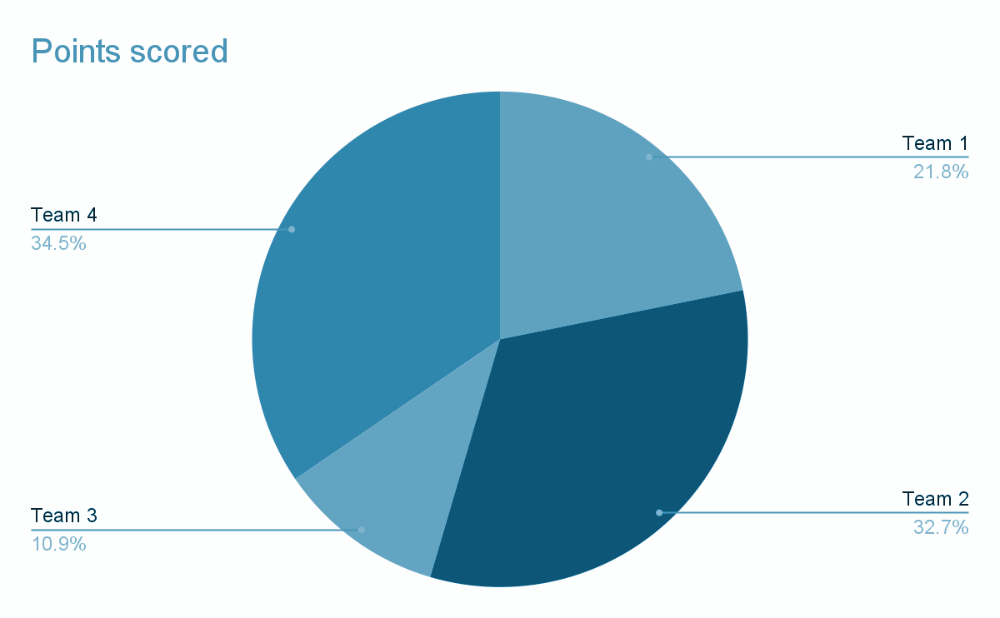 Points scored
Team 1
21.8%
Team 4
34.5%
Team 2
32.7%
Team 3
10.9%